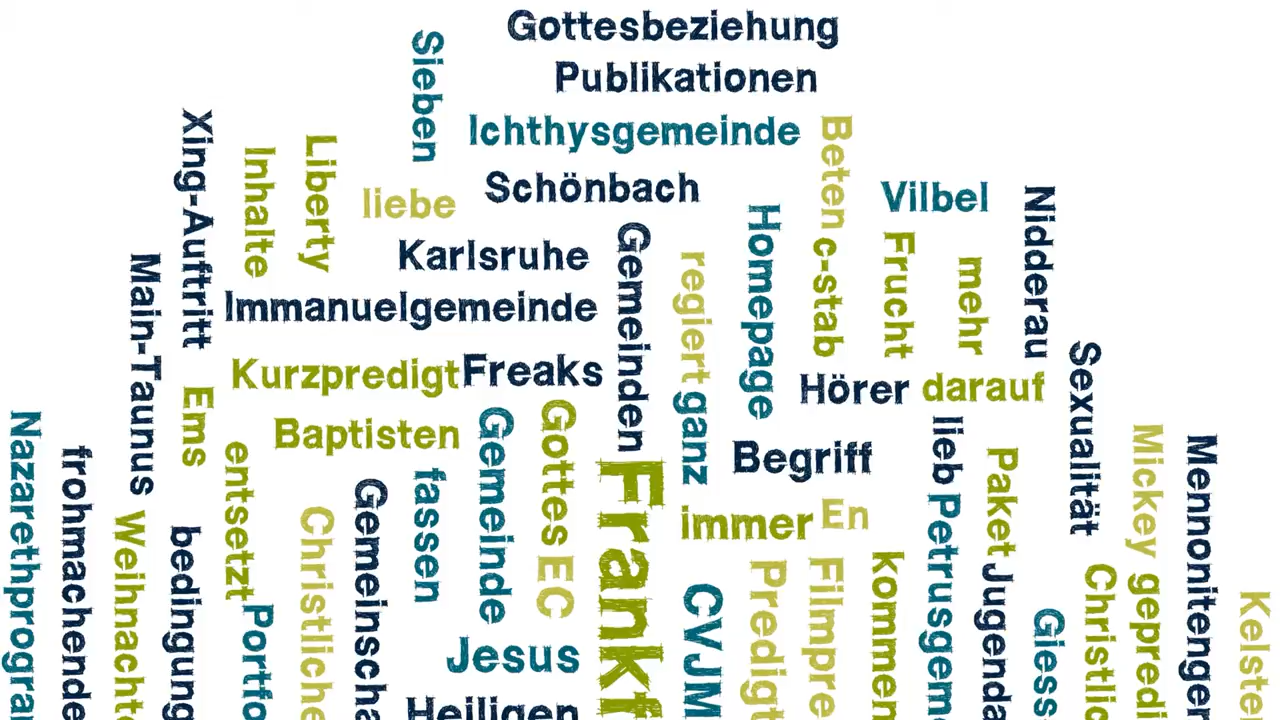 Gottesbeziehung
Sieben
Publikationen
Xing-Auftritt
Ichthysgemeinde
Beten
Liberty
Inhalte
Schönbach
liebe
Vilbel
Nidderau
Homepage
Gemeinden
Karlsruhe
c-stab
Frucht
regiert
mehr
Main-Taunus
Immanuelgemeinde
Sexualität
Kurzpredigt
Freaks
Hörer
darauf
Ems
ganz
Gottes
Gemeinde
Nazarethprogra
Baptisten
lieb
Mickey
Mennonitenge
entsetzt
Begriff
frohmachende
Paket
Frankf
fassen
Gemeinscha
Petrusgem
immer
En
Christliche
Weihnacht
bedingung
EC
Predigt
Filmpre
kommen
Jugenda
Christlic
gepredi
CVJM
Kelster
Portfo
Giess
Jesus
Heiligen